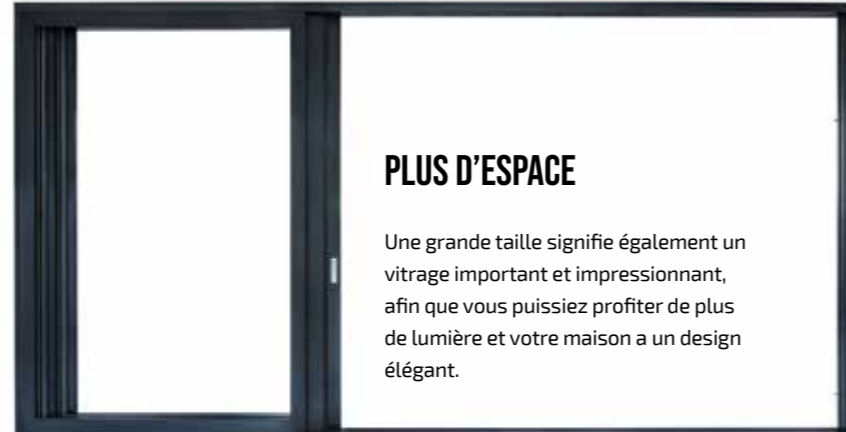 PLUS D’ESPACE
Une grande taille signifie également un
vitrage important et impressionnant,
afin que vous puissiez profiter de plus
de lumière et votre maison a un design
élégant.